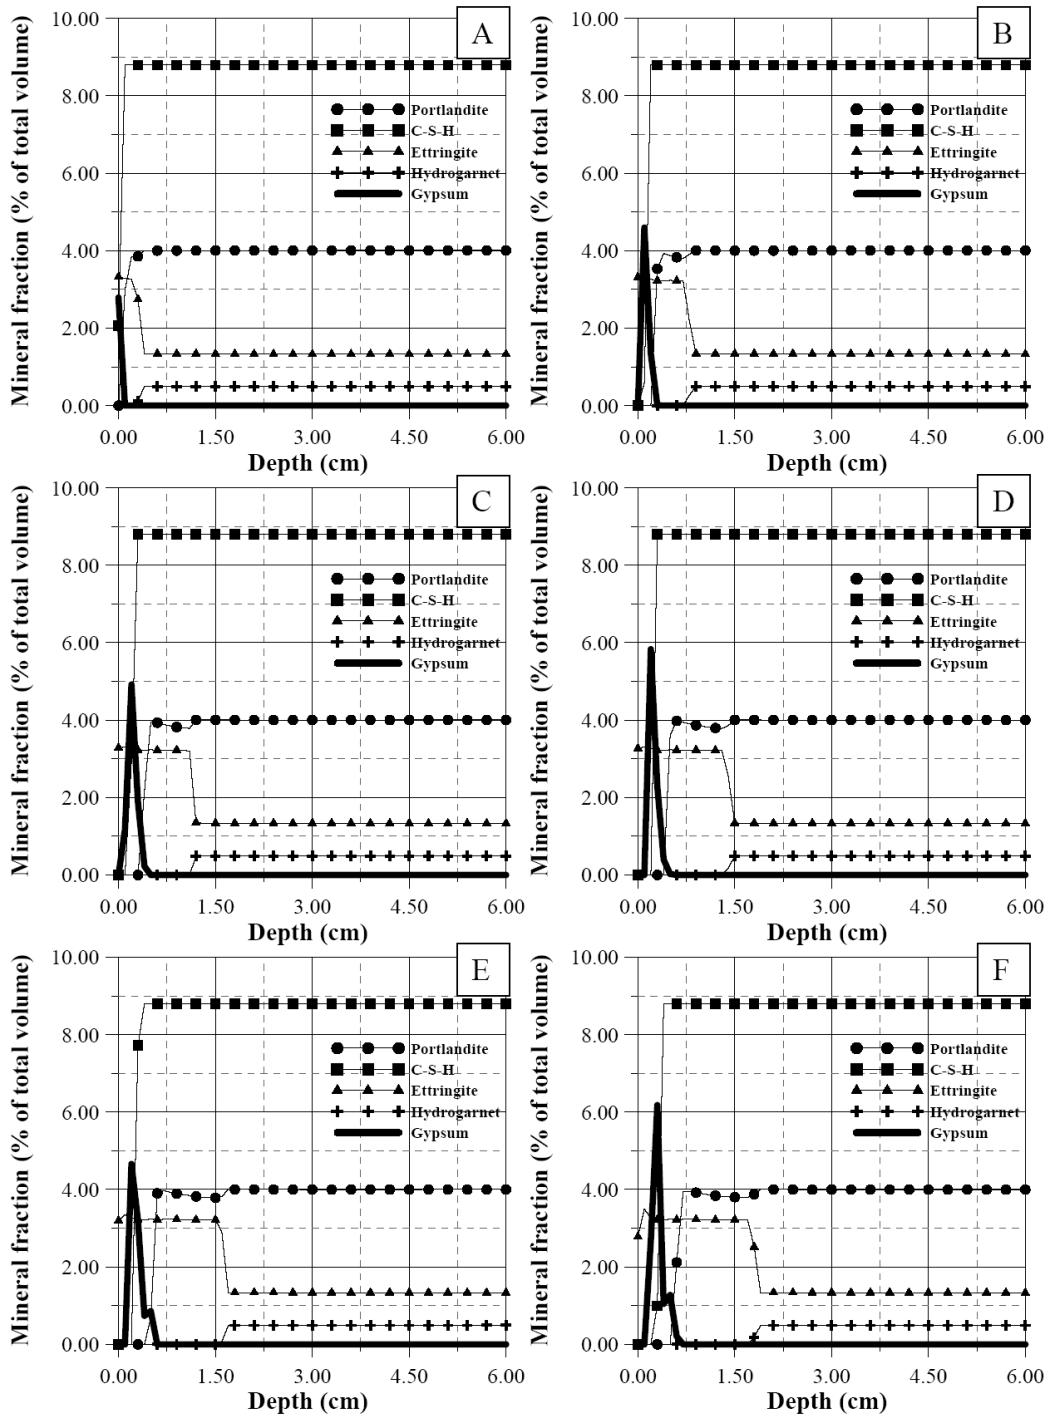 A
Mineral fraction (% of total volume)
10.00
8.00
6.00
4.00
2.00
0.00
Portlandite
C-S-H
Ettringite
Hydrogarnet
Gypsum
0.00 1.50 3.00 4.50 6.00
Depth (cm)
B
Mineral fraction (% of total volume)
10.00
8.00
6.00
4.00
2.00
0.00
Portlandite
C-S-H
Ettringite
Hydrogarnet
Gypsum
0.00 1.50 3.00 4.50 6.00
Depth (cm)
C
Mineral fraction (% of total volume)
10.00
8.00
6.00
4.00
2.00
0.00
Portlandite
C-S-H
Ettringite
Hydrogarnet
Gypsum
0.00 1.50 3.00 4.50 6.00
Depth (cm)
D
Mineral fraction (% of total volume)
10.00
8.00
6.00
4.00
2.00
0.00
Portlandite
C-S-H
Ettringite
Hydrogarnet
Gypsum
0.00 1.50 3.00 4.50 6.00
Depth (cm)
E
Mineral fraction (% of total volume)
10.00
8.00
6.00
4.00
2.00
0.00
Portlandite
C-S-H
Ettringite
Hydrogarnet
Gypsum
0.00 1.50 3.00 4.50 6.00
Depth (cm)
F
Mineral fraction (% of total volume)
10.00
8.00
6.00
4.00
2.00
0.00
Portlandite
C-S-H
Ettringite
Hydrogarnet
Gypsum
0.00 1.50 3.00 4.50 6.00
Depth (cm)